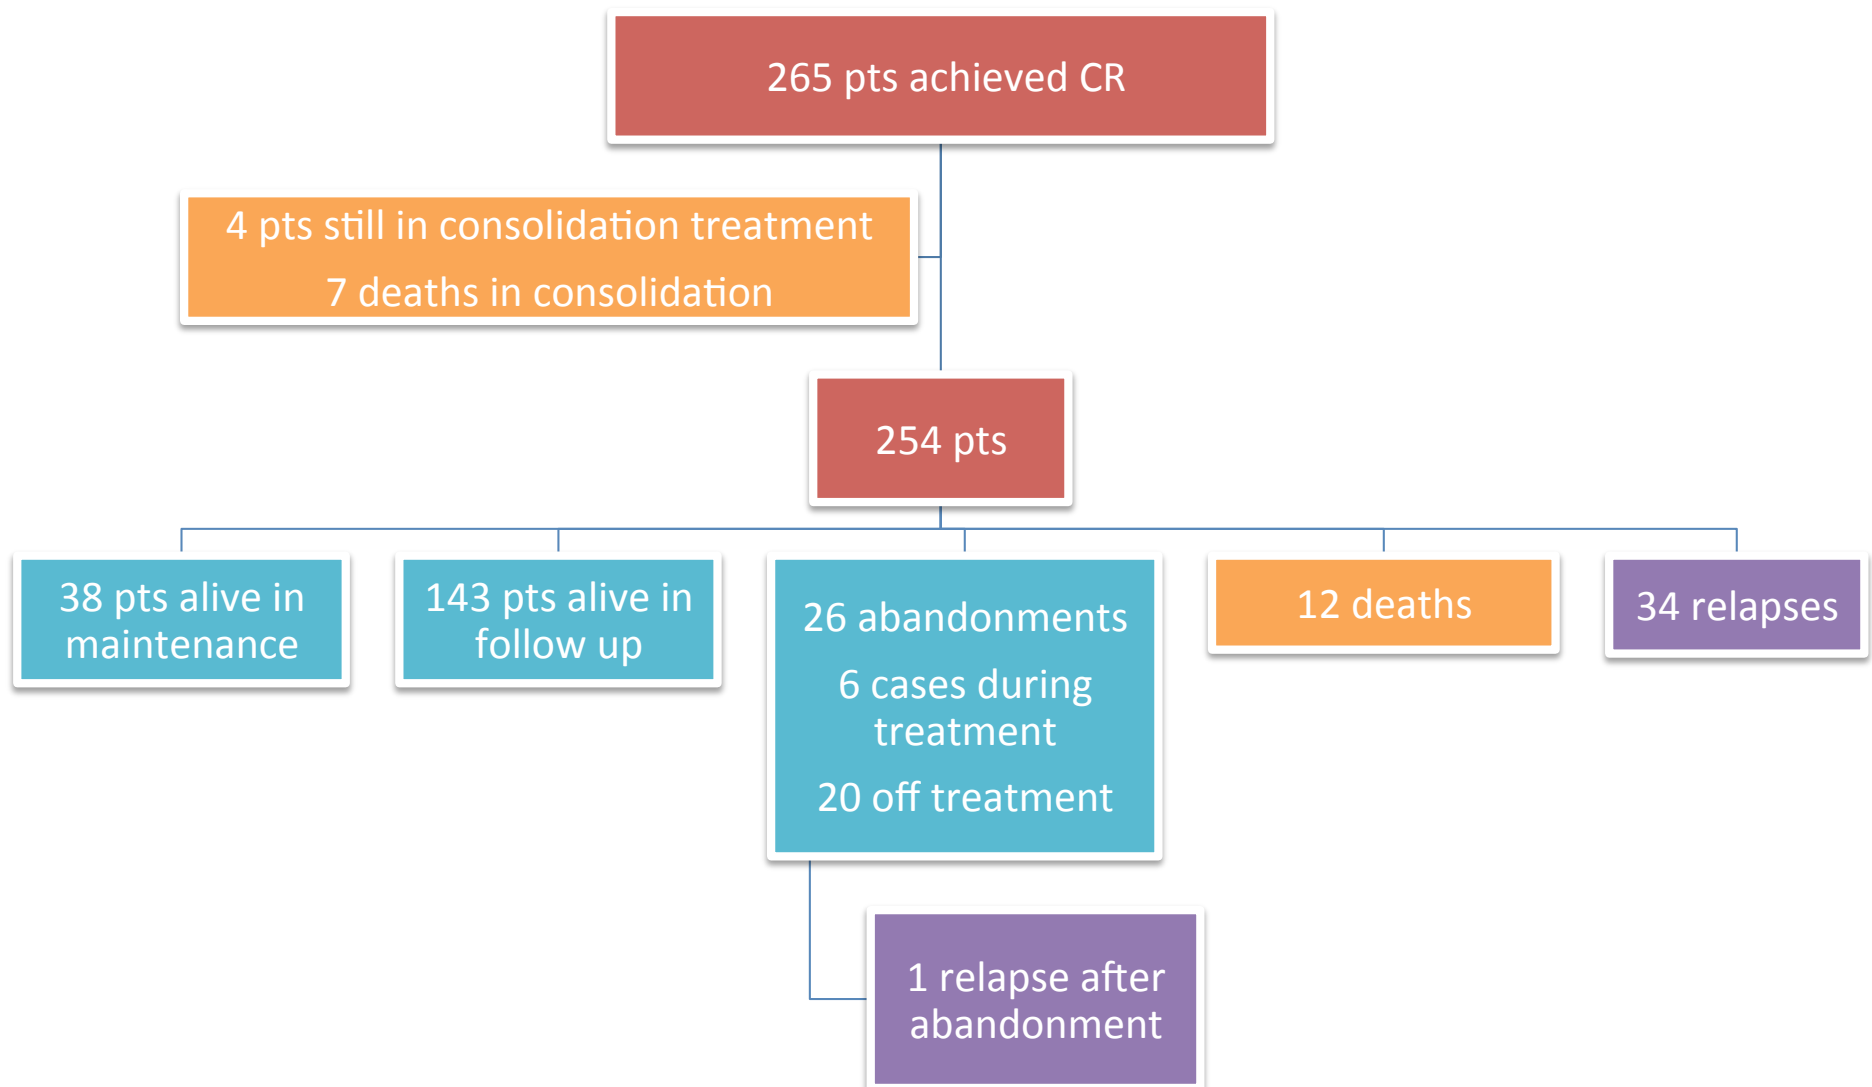 265 pts achieved CR
4 pts still in consolidation treatment
7 deaths in consolidation
254 pts
38 pts alive in
maintenance
143 pts alive in
follow up
26 abandonments
6 cases during
treatment
20 off treatment
12 deaths
34 relapses
1 relapse after
abandonment